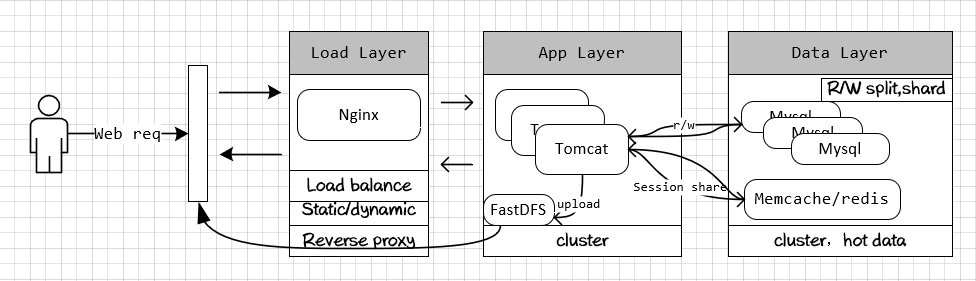 Load Layer
App Layer
Data Layer
R/W split,shard
Nginx
Mysql
Mysql
Mysql
Web req
r/w
Tomcat
Load balance
Session share
Memcache/redis
Static/dynamic
FastDFS
upload
Reverse proxy
cluster
cluster, hot data